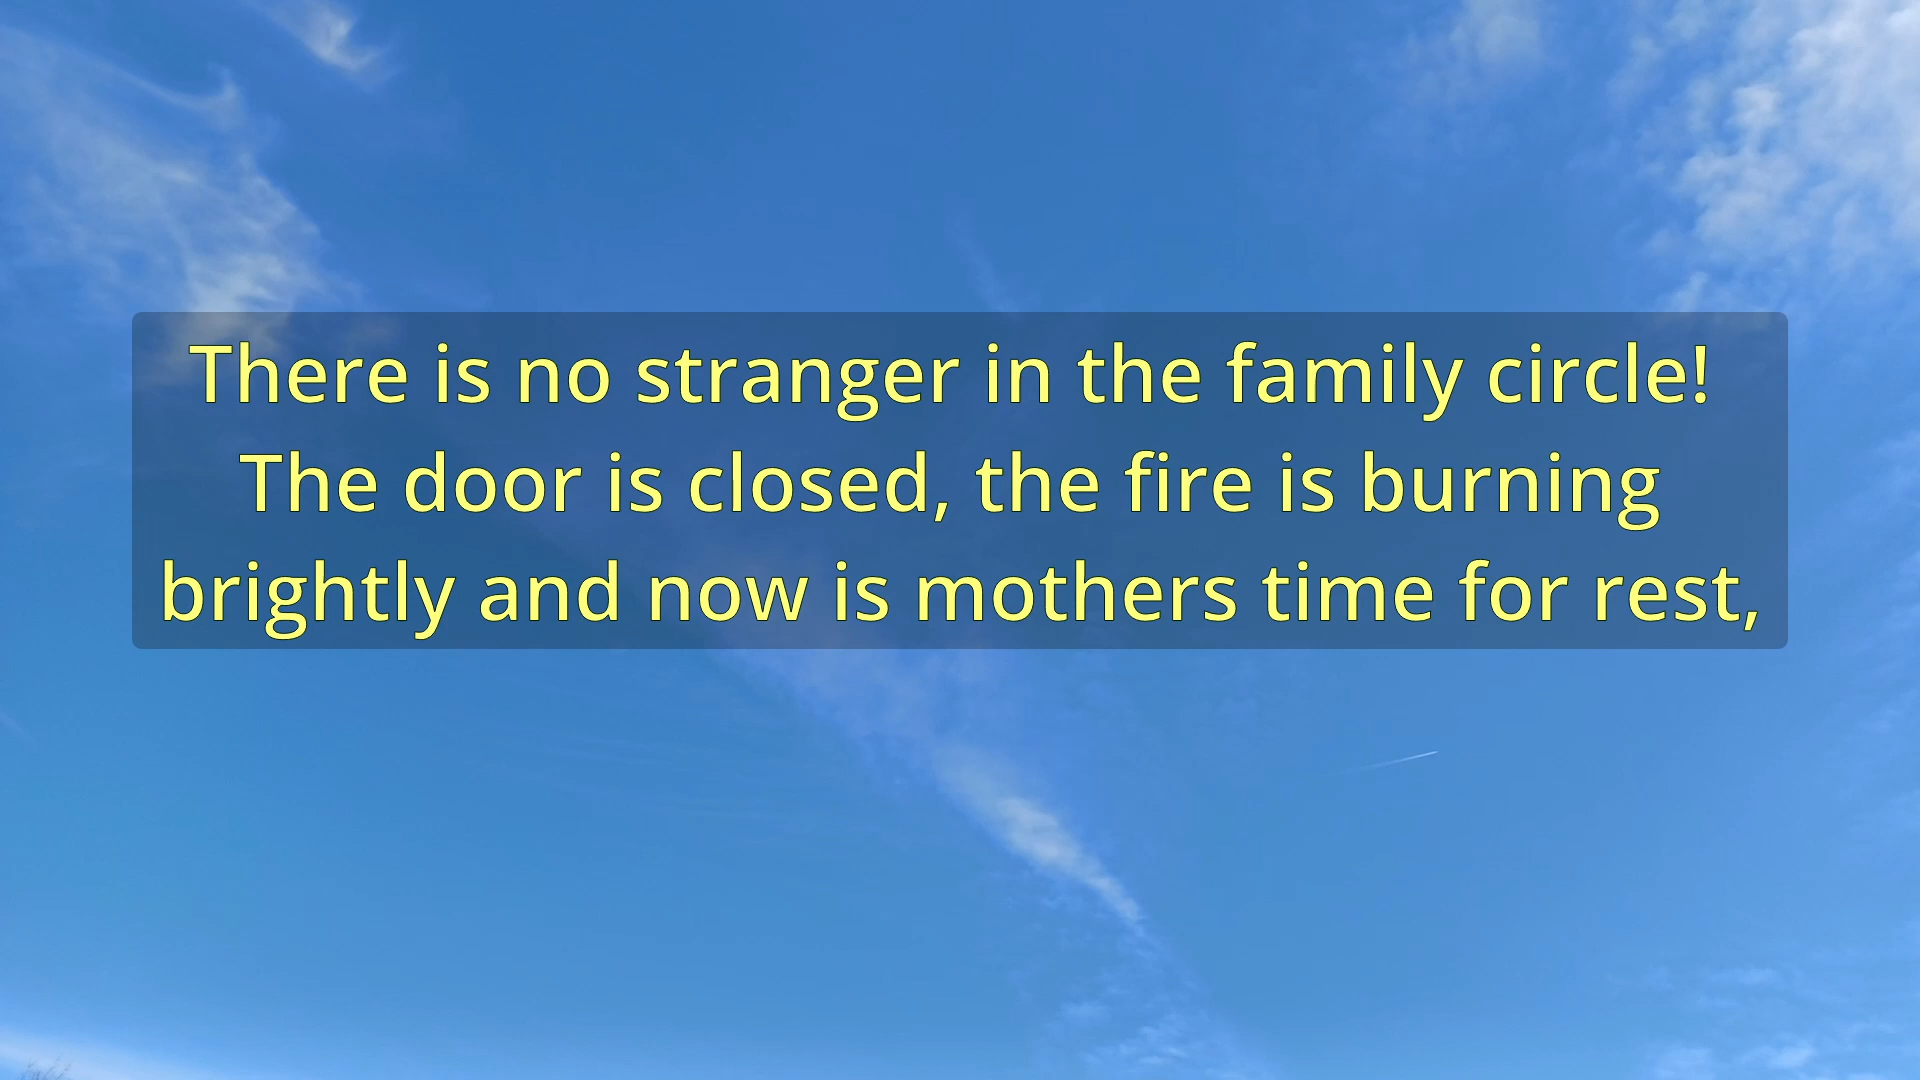 There is no stranger in the family circle!
The door is closed, the fire is burning
brightly and now is mothers time for rest,